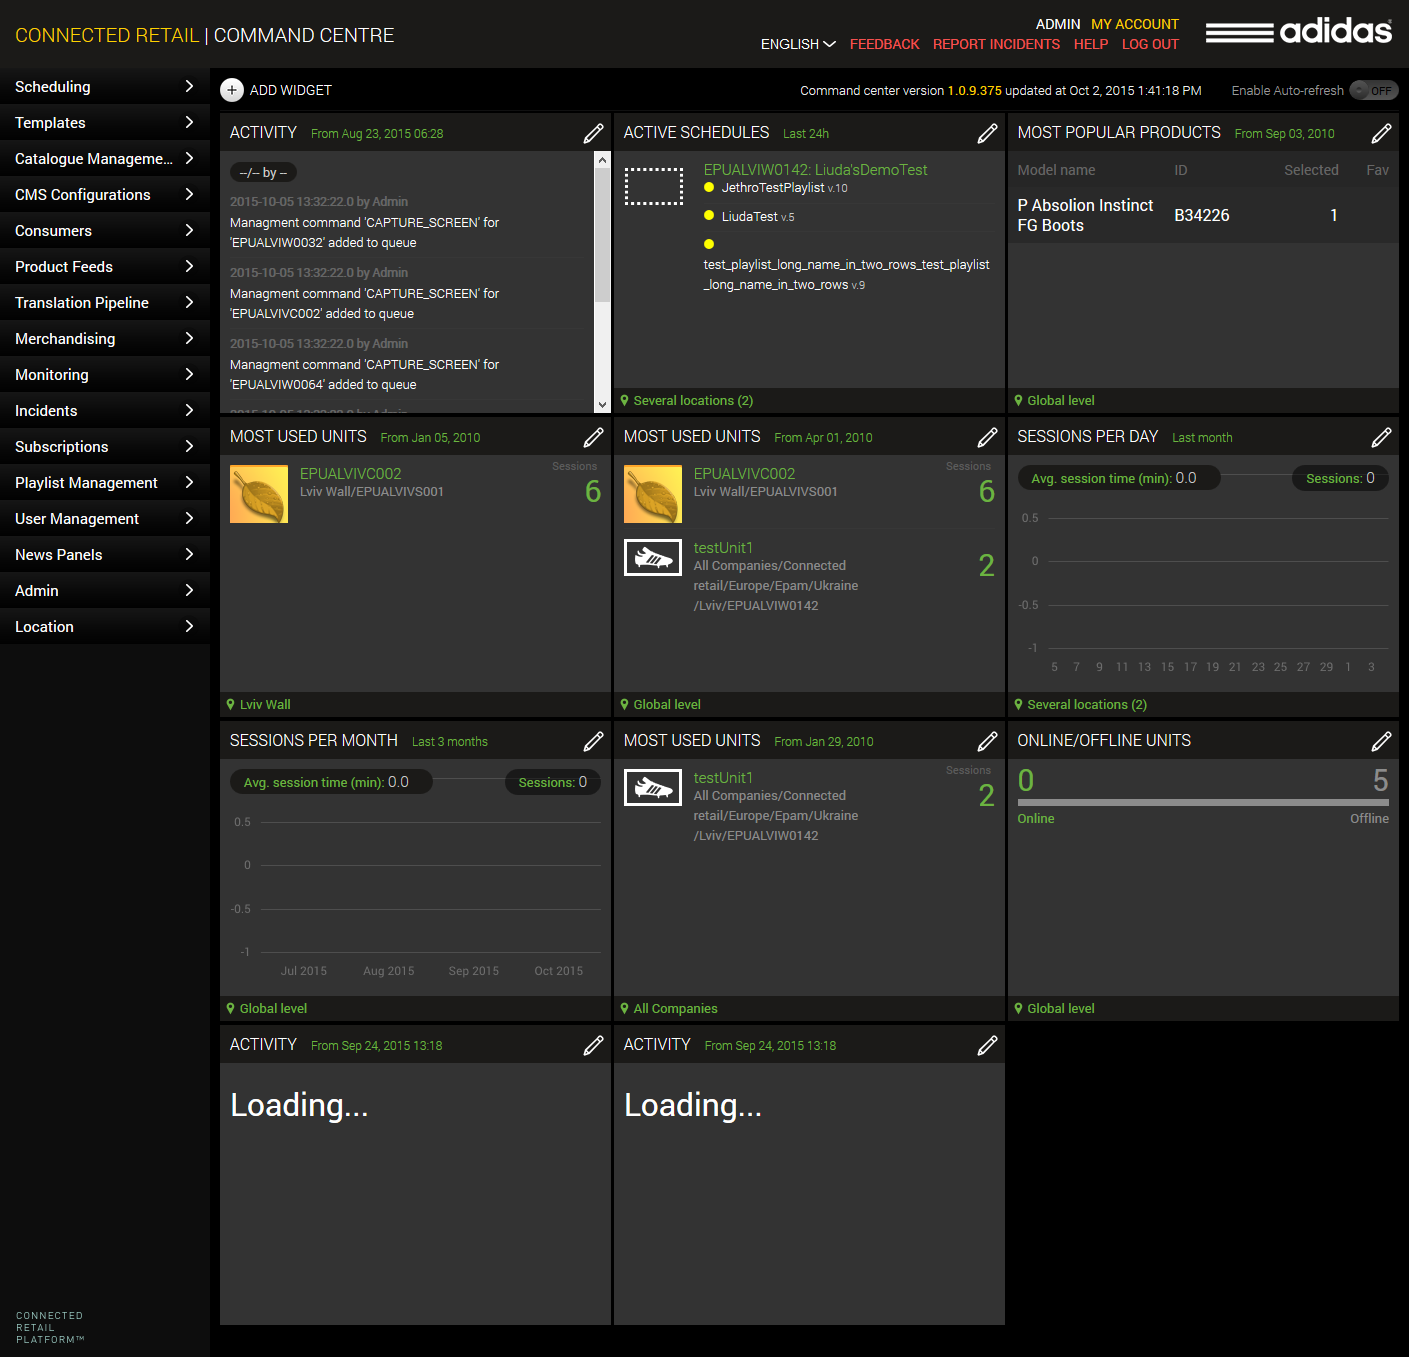 CONNECTED RETAIL | COMMAND CENTRE
ADMIN MY ACCOUNT
ENGLISH FEEDBACK REPORT INCIDENTS HELP LOG OUT
adidas
Scheduling
Templates
Catalogue Manageme...
CMS Configurations
Consumers
Product Feeds
Translation Pipeline
Merchandising
Monitoring
Incidents
Subscriptions
Playlist Management
User Management
News Panels
Admin
Location
CONNECTED
RETAIL
PLATFORM™
ADD WIDGET
Command center version 1.0.9.375 updated at Oct 2, 2015 1:41:18 PM
Enable Auto-refresh OFF
ACTIVITY From Aug 23, 2015 06:28
--/-- by --
2015-10-05 13:32:22.0 by Admin
Managment command 'CAPTURE_SCREEN' for
'EPUALVIW0032' added to queue
2015-10-05 13:32:22.0 by Admin
Managment command 'CAPTURE_SCREEN' for
'EPUALVIVC002' added to queue
2015-10-05 13:32:22.0 by Admin
Managment command 'CAPTURE_SCREEN' for
'EPUALVIW0064' added to queue
ACTIVE SCHEDULES Last 24h
EPUALVIW0142: Liuda'sDemoTest
JethroTestPlaylist v.10
LiudaTest v.5
test_playlist_long_name_in_two_rows_test_playlist
_long_name_in_two_rows v.9
Several locations (2)
MOST POPULAR PRODUCTS From Sep 03, 2010
Model name ID Selected Fav
P Absolion Instinct
FG Boots B34226 1
Global level
MOST USED UNITS From Jan 05, 2010
Sessions
EPUALVIVC002
Lviv Wall/EPUALVIVS001
6
Lviv Wall
MOST USED UNITS From Apr 01, 2010
Sessions
EPUALVIVC002
Lviv Wall/EPUALVIVS001
6
testUnit1
All Companies/Connected
retail/Europe/Epam/Ukraine
/Lviv/EPUALVIW0142
2
Global level
SESSIONS PER DAY Last month
Avg. session time (min): 0.0 Sessions: 0
0.5
0
-0.5
-1
5 7 9 11 13 15 17 19 21 23 25 27 29 1 3
Several locations (2)
SESSIONS PER MONTH Last 3 months
Avg. session time (min): 0.0 Sessions: 0
0.5
0
-0.5
-1
Jul 2015 Aug 2015 Sep 2015 Oct 2015
Global level
MOST USED UNITS From Jan 29, 2010
Sessions
testUnit1
All Companies/Connected
retail/Europe/Epam/Ukraine
/Lviv/EPUALVIW0142
2
All Companies
ONLINE/OFFLINE UNITS
0 5
Online Offline
Global level
ACTIVITY From Sep 24, 2015 13:18
Loading...
ACTIVITY From Sep 24, 2015 13:18
Loading...